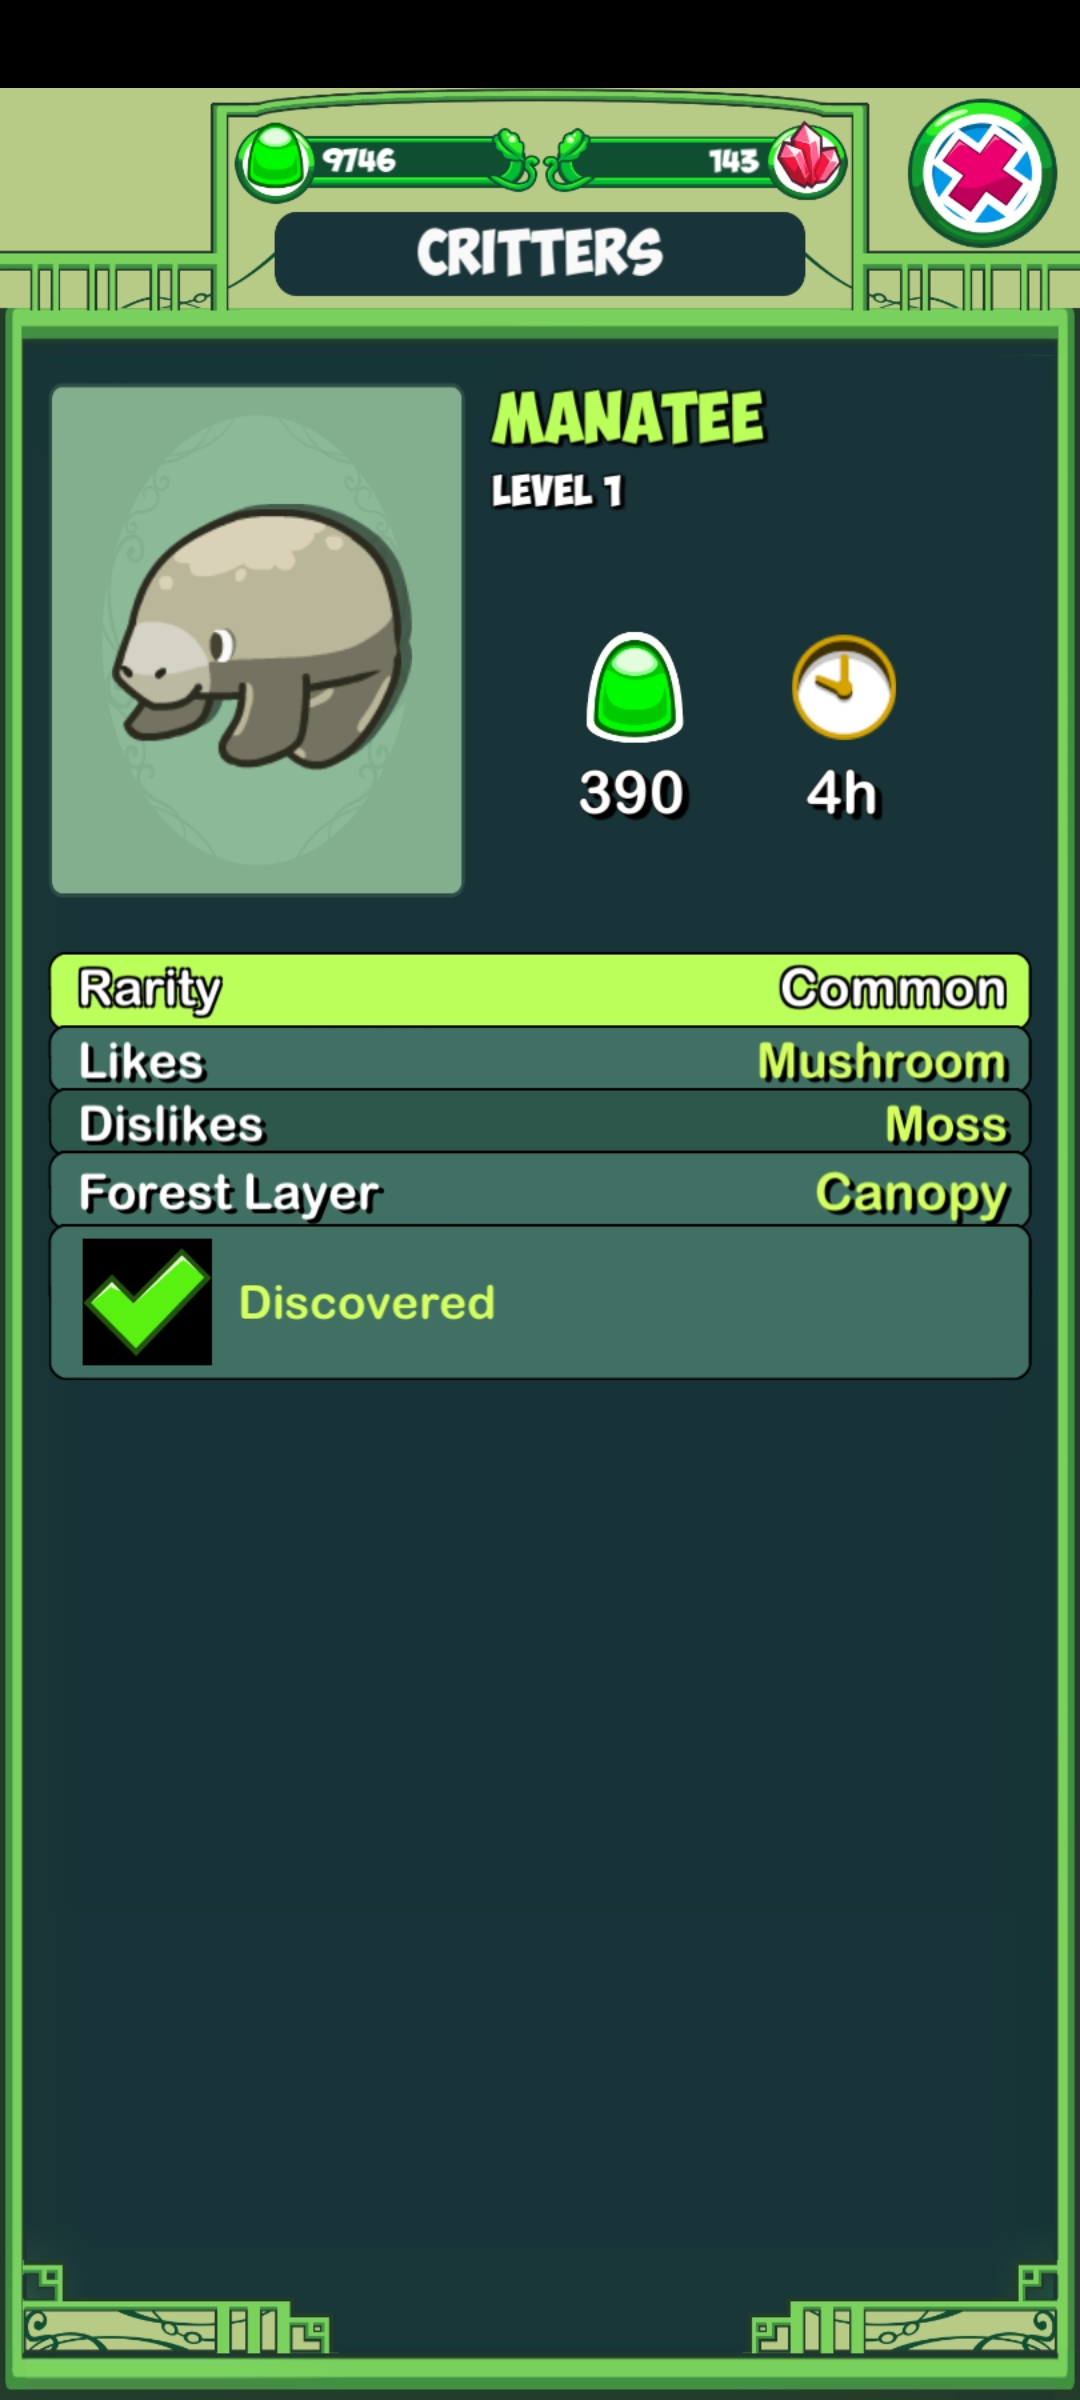 9746
143
CRITTERS
MANATEE
LEVEL 1
390
4h
Rarity Common
Likes Mushroom
Dislikes Moss
Forest Layer Canopy
Discovered